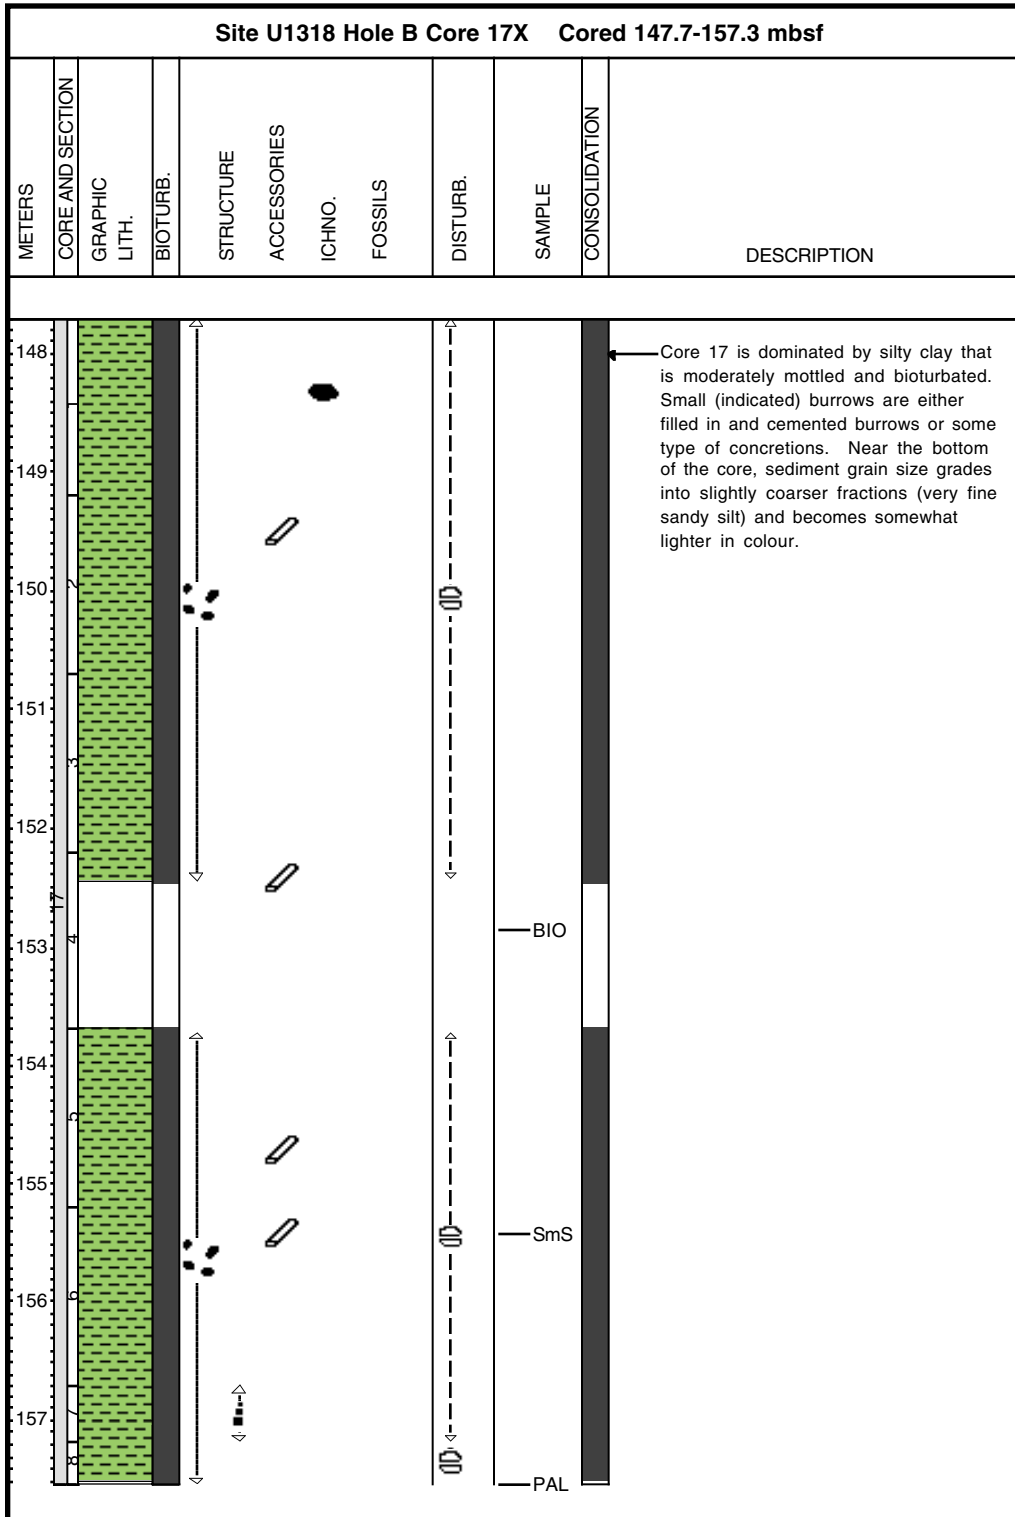 Site U1318 Hole B Core 17X Cored 147.7-157.3 mbsf
METERS
CORE AND SECTION
GRAPHIC
LITH.
BIOTURB.
STRUCTURE
ACCESSORIES
ICHNO.
FOSSILS
DISTURB.
SAMPLE
CONSOLIDATION
DESCRIPTION
148
149
150
151
152
153
154
155
156
157
17
1
2
3
4
5
6
7
8
BIO
SmS
PAL
Core 17 is dominated by silty clay that
is moderately mottled and bioturbated.
Small (indicated) burrows are either
filled in and cemented burrows or some
type of concretions. Near the bottom
of the core, sediment grain size grades
into slightly coarser fractions (very fine
sandy silt) and becomes somewhat
lighter in colour.